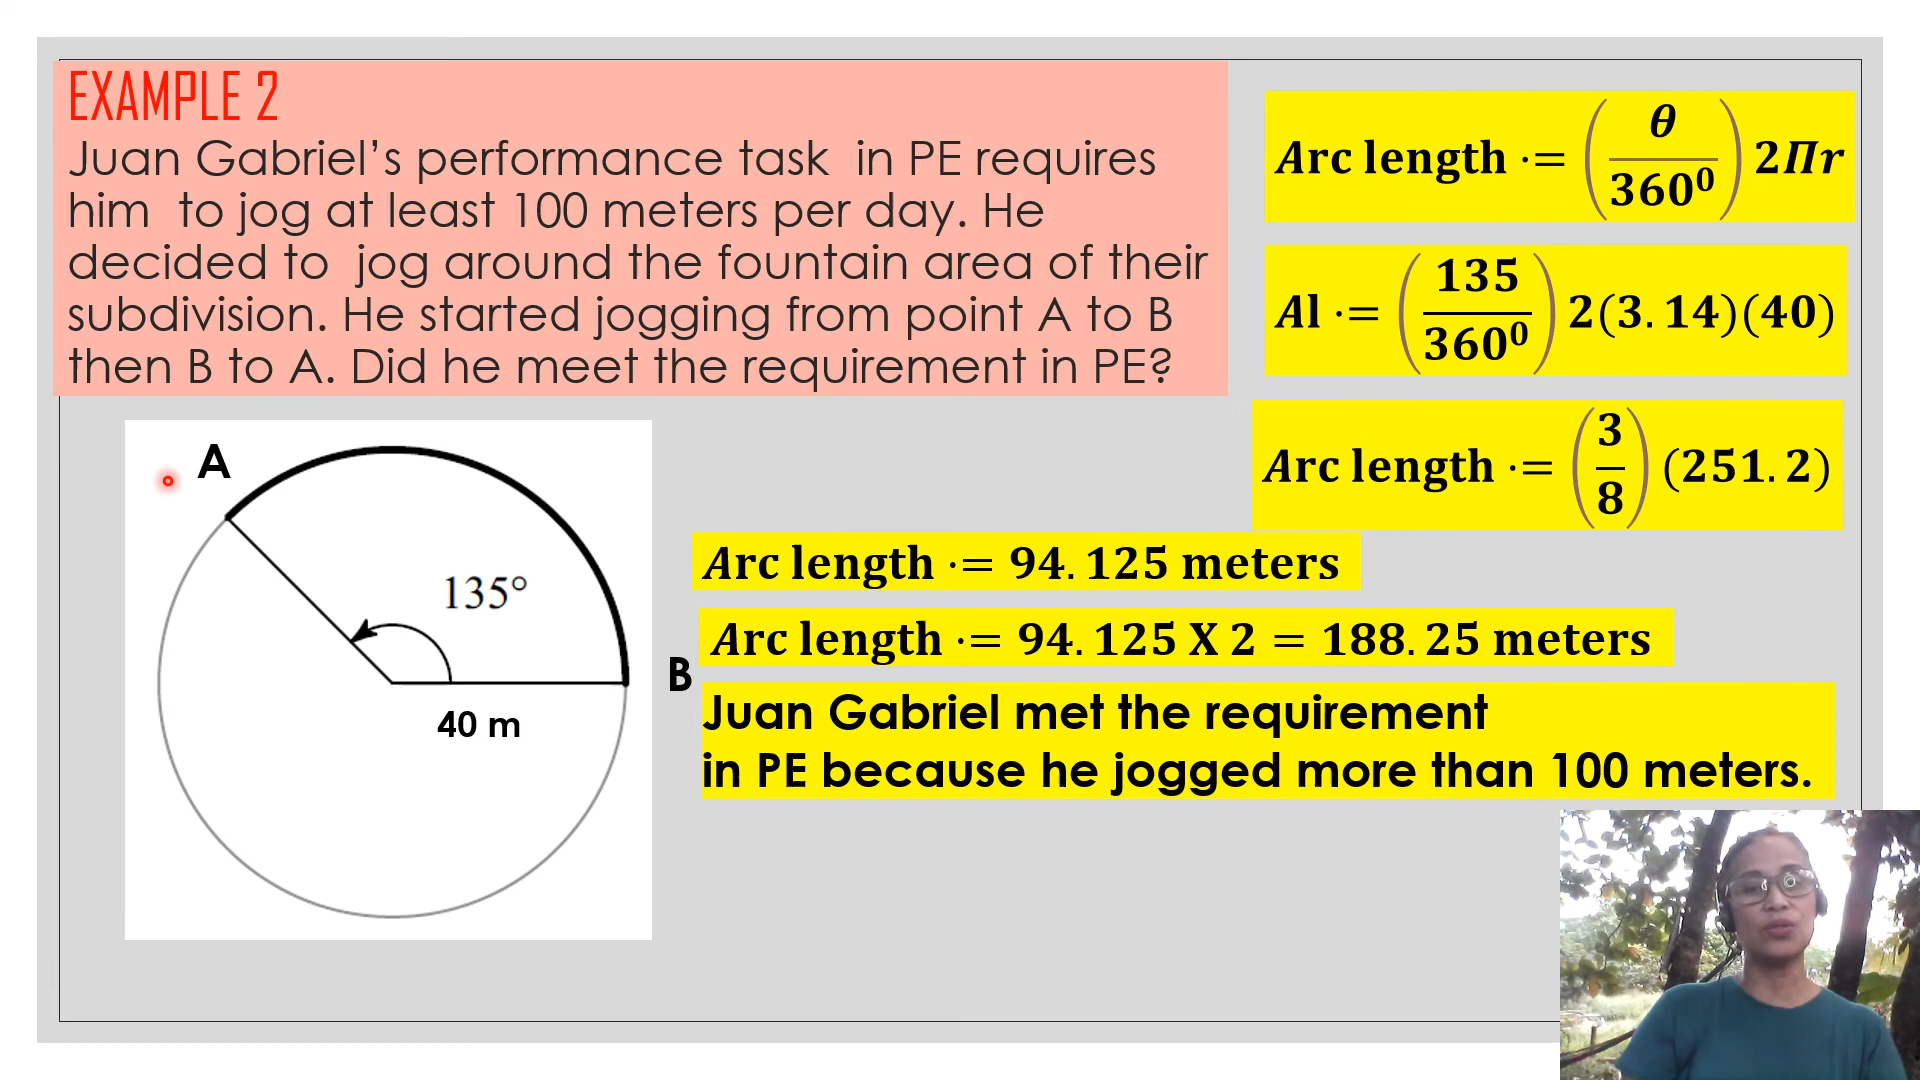 EXAMPLE 2
Juan Gabriel's performance task in PE requires
him to jog at least 100 meters per day. He
decided to jog around the fountain area of their
subdivision. He started jogging from point A to B
then B to A. Did he meet the requirement in PE?
Arc length ·= (θ/360⁰) 2Πr
Al ·= (135/360⁰) 2(3.14)(40)
Arc length ·= (3/8) (251.2)
A
135°
40 m
B
Arc length ·= 94.125 meters
Arc length ·= 94.125 X 2 = 188.25 meters
Juan Gabriel met the requirement
in PE because he jogged more than 100 meters.